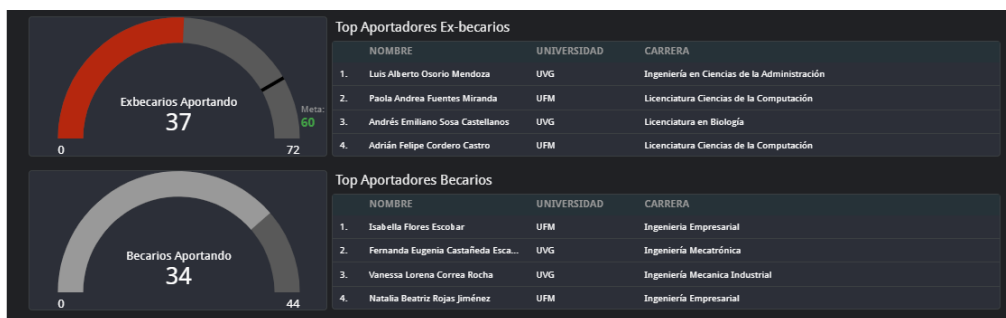 Top Aportadores Ex-becarios
NOMBRE UNIVERSIDAD CARRERA
1. Luis Alberto Osorio Mendoza UVG Ingeniería en Ciencias de la Administración
2. Paola Andrea Fuentes Miranda UFM Licenciatura Ciencias de la Computación
3. Andrés Emiliano Sosa Castellanos UVG Licenciatura en Biología
4. Adrián Felipe Cordero Castro UFM Licenciatura Ciencias de la Computación
Exbecarios Aportando
37
Meta:
60
0 72
Top Aportadores Becarios
NOMBRE UNIVERSIDAD CARRERA
1. Isabella Flores Escobar UFM Ingenieria Empresarial
2. Fernanda Eugenia Castañeda Esca... UVG Ingeniería Mecatrónica
3. Vanessa Lorena Correa Rocha UVG Ingeniería Mecanica Industrial
4. Natalia Beatriz Rojas Jiménez UFM Ingeniería Empresarial
Becarios Aportando
34
0 44